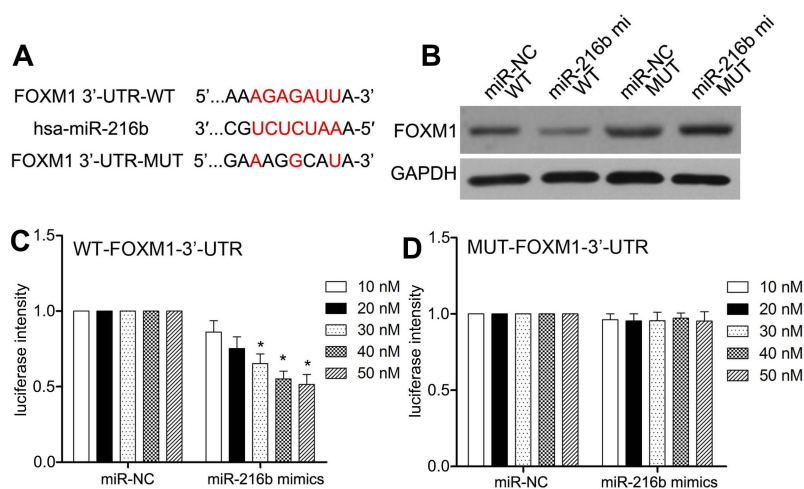 A
FOXM1 3'-UTR-WT 5'...AAAGAGAUUA-3'
hsa-miR-216b 3'...CGUCUCUAAA-5'
FOXM1 3'-UTR-MUT 5'...GAAAGGCAUA-3'
B
miR-NC WT
miR-216b mi WT
miR-NC MUT
miR-216b mi MUT
FOXM1
GAPDH
C
WT-FOXM1-3'-UTR
luciferase intensity
1.5
1.0
0.5
0.0
* * *
10 nM
20 nM
30 nM
40 nM
50 nM
miR-NC miR-216b mimics
D
MUT-FOXM1-3'-UTR
luciferase intensity
1.5
1.0
0.5
0.0
10 nM
20 nM
30 nM
40 nM
50 nM
miR-NC miR-216b mimics